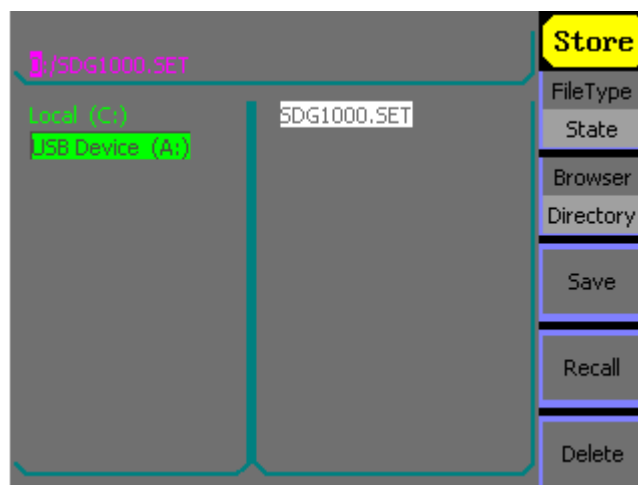 :/SDG1000.SET
Local (C:)
USB Device (A:)
SDG1000.SET
Store
FileType
State
Browser
Directory
Save
Recall
Delete